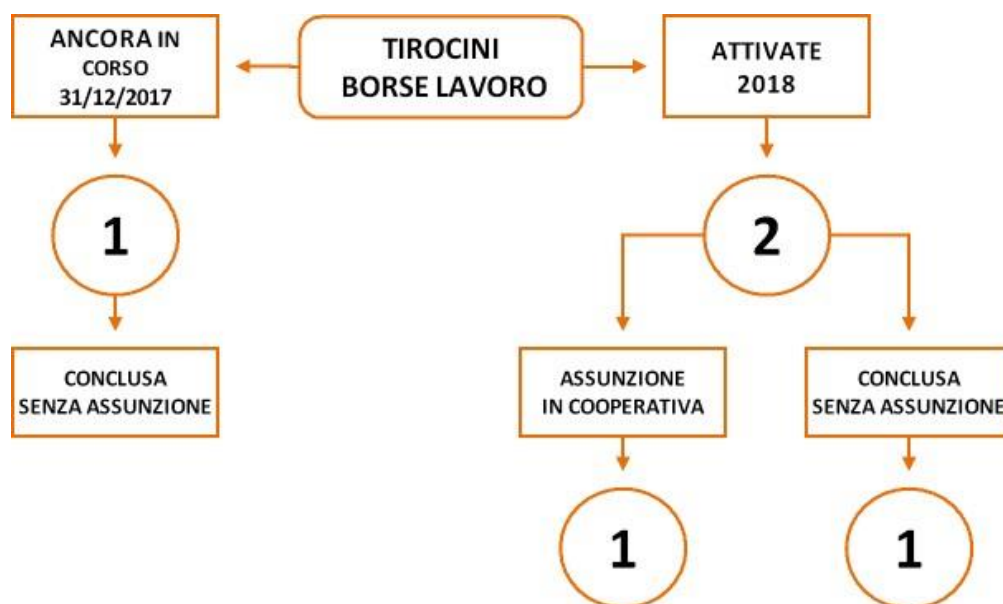 TIROCINI
BORSE LAVORO
ANCORA IN
CORSO
31/12/2017
ATTIVATE
2018
1
2
CONCLUSA
SENZA ASSUNZIONE
ASSUNZIONE
IN COOPERATIVA
CONCLUSA
SENZA ASSUNZIONE
1
1